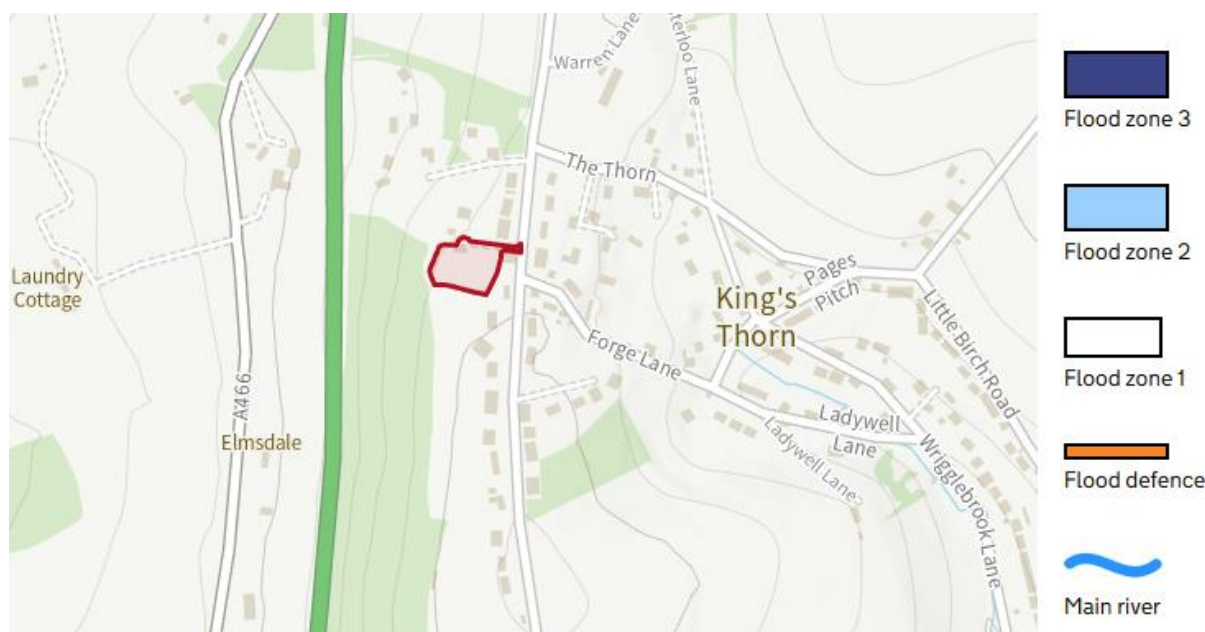 Warren Lane
terloo Lane
The Thorn
Laundry
Cottage
King's
Thorn
Pages
Pitch
Little Birch Road
Forge Lane
A466
Elmsdale
Ladywell
Lane
Ladywell Lane
Wrigglebrook Lane
Flood zone 3
Flood zone 2
Flood zone 1
Flood defence
Main river